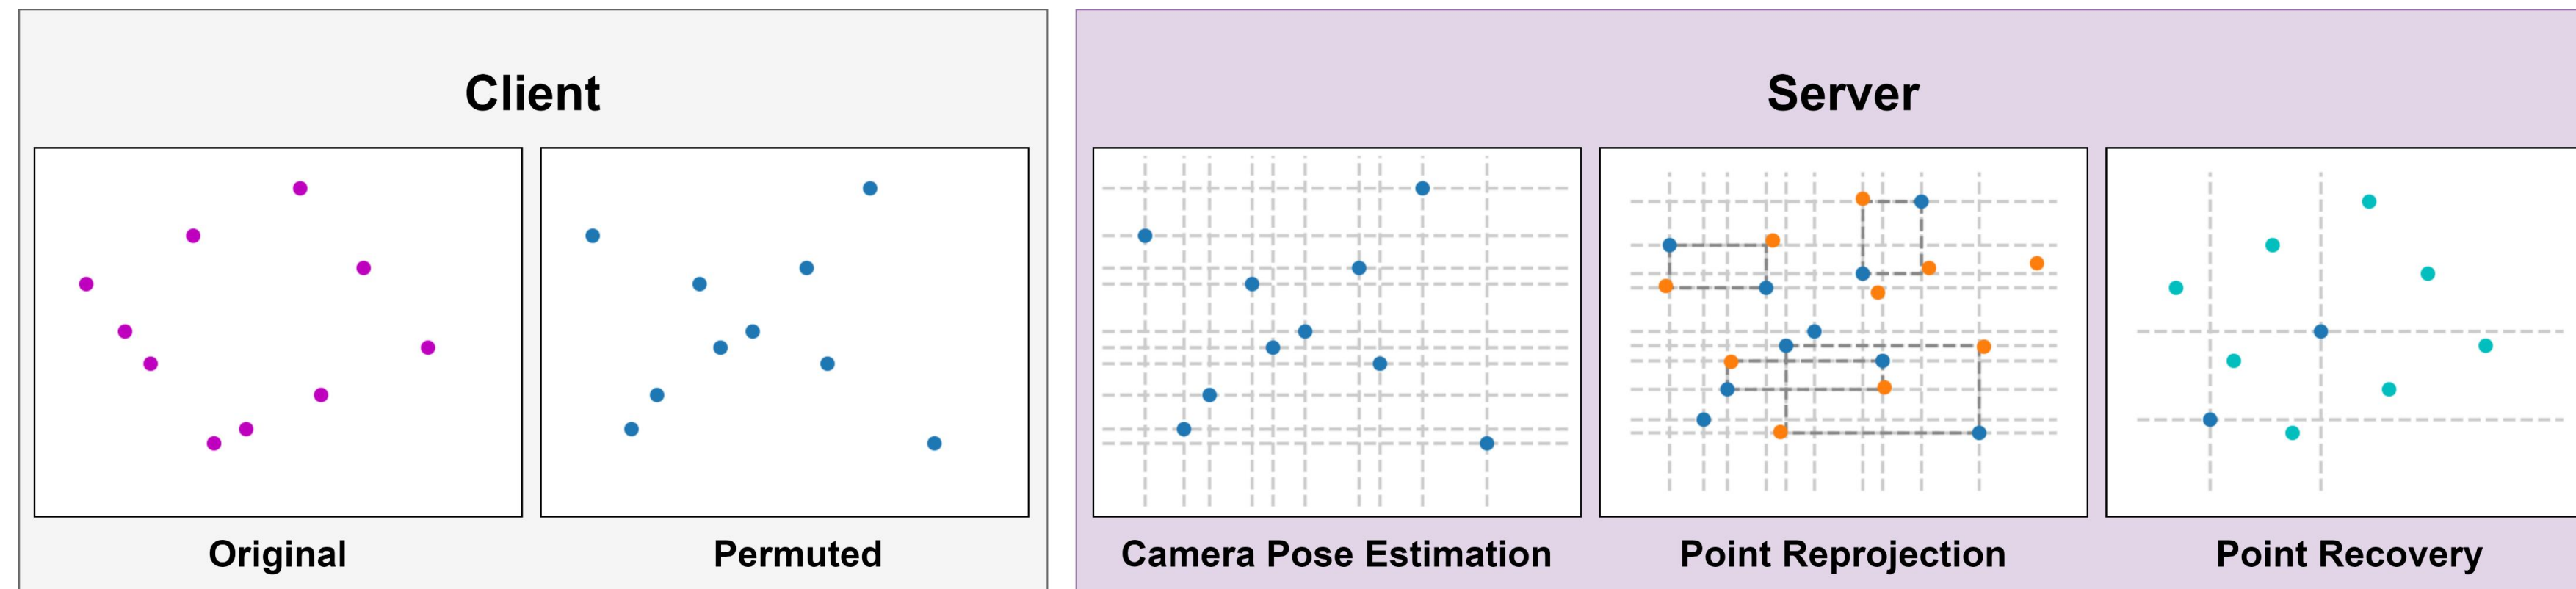 Client
Server
Original
Permuted
Camera Pose Estimation
Point Reprojection
Point Recovery